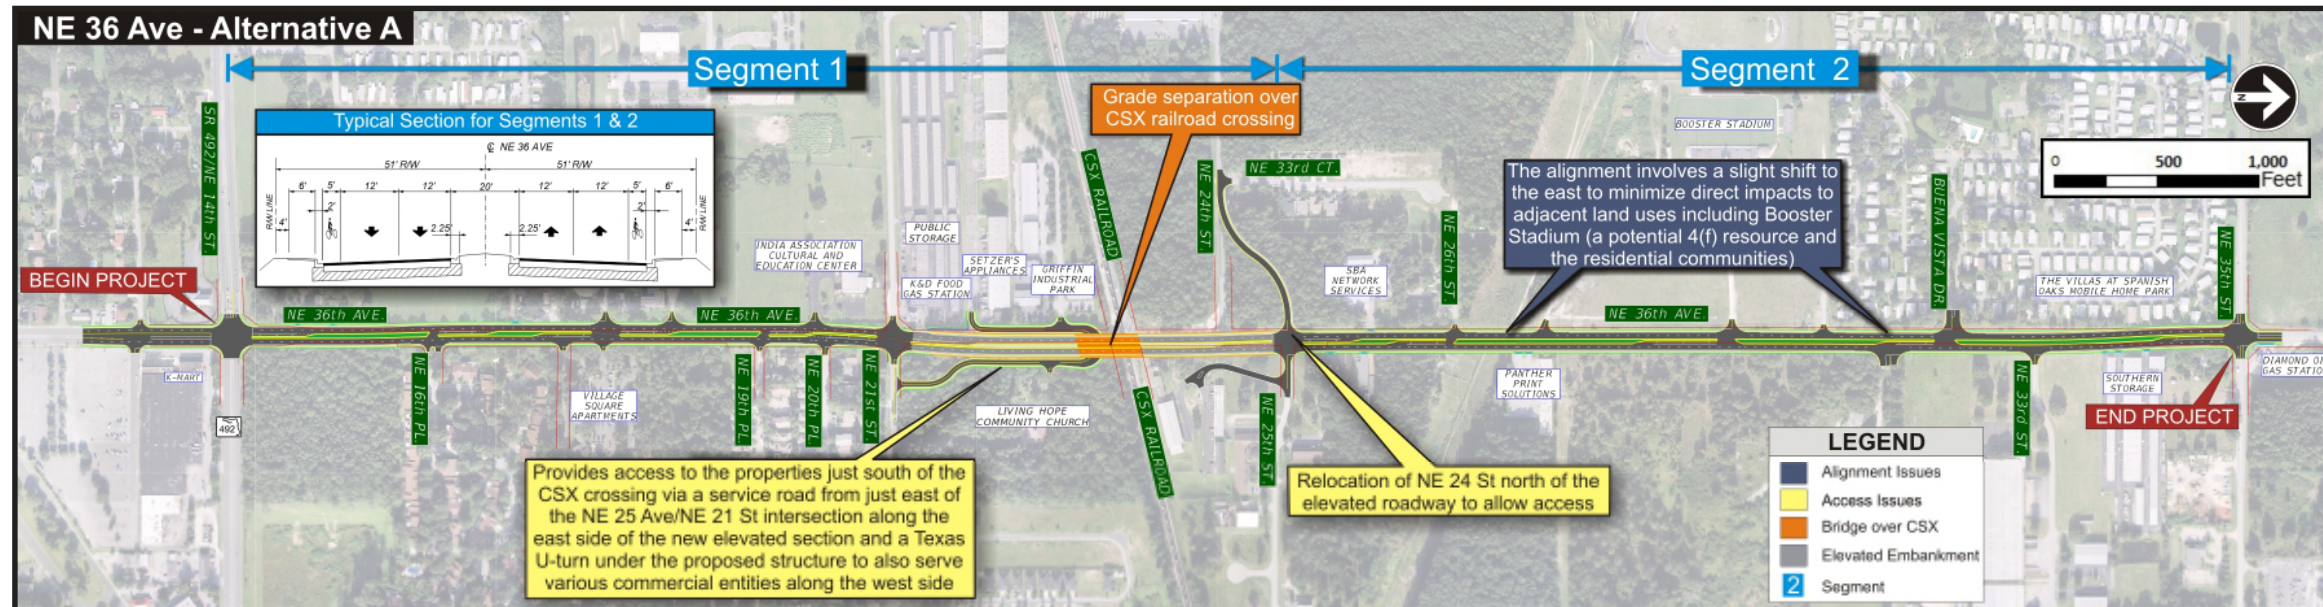 NE 36 Ave - Alternative A
Segment 1
Segment 2
N
Grade separation over
CSX railroad crossing
Typical Section for Segments 1 & 2
℄ NE 36 AVE
51' R/W
51' R/W
6'
5'
12'
12'
20'
12'
12'
5'
6'
R/W LINE
4'
2'
2.25'
2.25'
2'
4'
R/W LINE
0
500
1,000
Feet
BOOSTER STADIUM
SR 492/NE 14th ST.
CSX RAILROAD
NE 24th ST.
NE 33rd CT.
The alignment involves a slight shift to
the east to minimize direct impacts to
adjacent land uses including Booster
Stadium (a potential 4(f) resource and
the residential communities)
NE 26th ST.
BUENA VISTA DR.
NE 35th ST.
PUBLIC
STORAGE
INDIA ASSOCIATION
CULTURAL AND
EDUCATION CENTER
SETZER'S
APPLIANCES
GRIFFIN
INDUSTRIAL
PARK
K&D FOOD
GAS STATION
SBA
NETWORK
SERVICES
THE VILLAS AT SPANISH
OAKS MOBILE HOME PARK
BEGIN PROJECT
NE 36th AVE.
NE 36th AVE.
NE 36th AVE.
K-MART
492
NE 16th PL.
VILLAGE
SQUARE
APARTMENTS
NE 19th PL.
NE 20th PL.
NE 21st ST.
LIVING HOPE
COMMUNITY CHURCH
CSX RAILROAD
NE 25th ST.
PANTHER
PRINT
SOLUTIONS
NE 33rd ST.
SOUTHERN
STORAGE
GAS STATION
END PROJECT
Provides access to the properties just south of the
CSX crossing via a service road from just east of
the NE 25 Ave/NE 21 St intersection along the
east side of the new elevated section and a Texas
U-turn under the proposed structure to also serve
various commercial entities along the west side
Relocation of NE 24 St north of the
elevated roadway to allow access
LEGEND
Alignment Issues
Access Issues
Bridge over CSX
Elevated Embankment
2 Segment